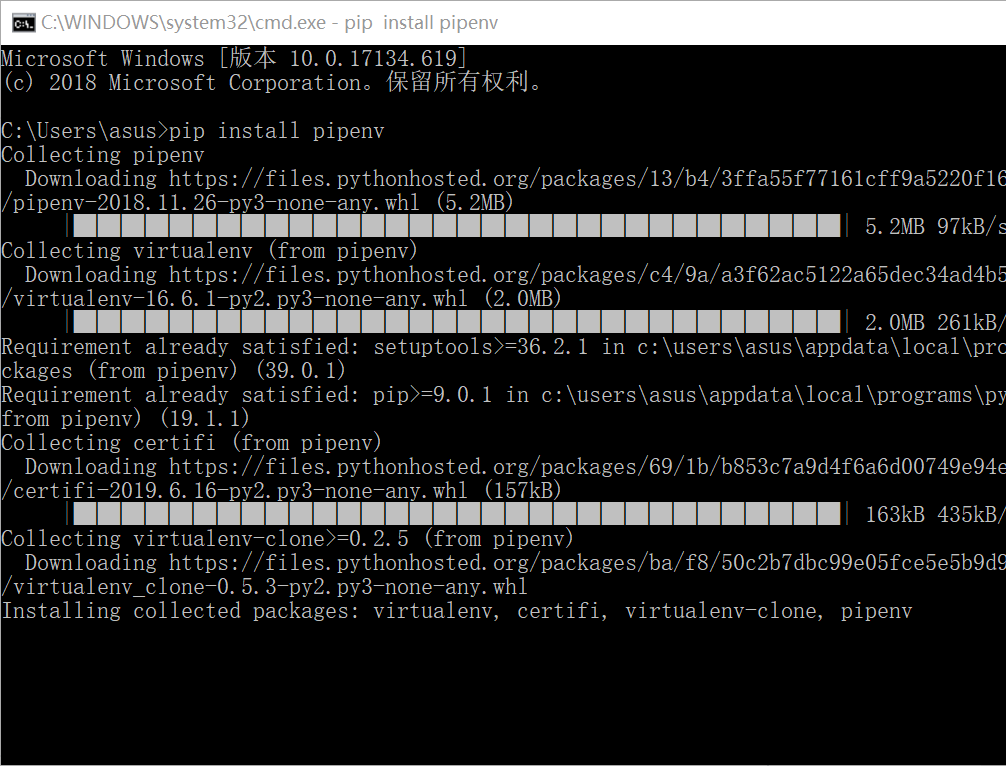 C:\WINDOWS\system32\cmd.exe - pip  install pipenv
Microsoft Windows [版本 10.0.17134.619]
(c) 2018 Microsoft Corporation。保留所有权利。
C:\Users\asus>pip install pipenv
Collecting pipenv
  Downloading https://files.pythonhosted.org/packages/13/b4/3ffa55f77161cff9a5220f16
/pipenv-2018.11.26-py3-none-any.whl (5.2MB)
5.2MB 97kB/s
Collecting virtualenv (from pipenv)
  Downloading https://files.pythonhosted.org/packages/c4/9a/a3f62ac5122a65dec34ad4b5
/virtualenv-16.6.1-py2.py3-none-any.whl (2.0MB)
2.0MB 261kB/
Requirement already satisfied: setuptools>=36.2.1 in c:\users\asus\appdata\local\pro
ckages (from pipenv) (39.0.1)
Requirement already satisfied: pip>=9.0.1 in c:\users\asus\appdata\local\programs\py
from pipenv) (19.1.1)
Collecting certifi (from pipenv)
  Downloading https://files.pythonhosted.org/packages/69/1b/b853c7a9d4f6a6d00749e94e
/certifi-2019.6.16-py2.py3-none-any.whl (157kB)
163kB 435kB/
Collecting virtualenv-clone>=0.2.5 (from pipenv)
  Downloading https://files.pythonhosted.org/packages/ba/f8/50c2b7dbc99e05fce5e5b9d9
/virtualenv_clone-0.5.3-py2.py3-none-any.whl
Installing collected packages: virtualenv, certifi, virtualenv-clone, pipenv